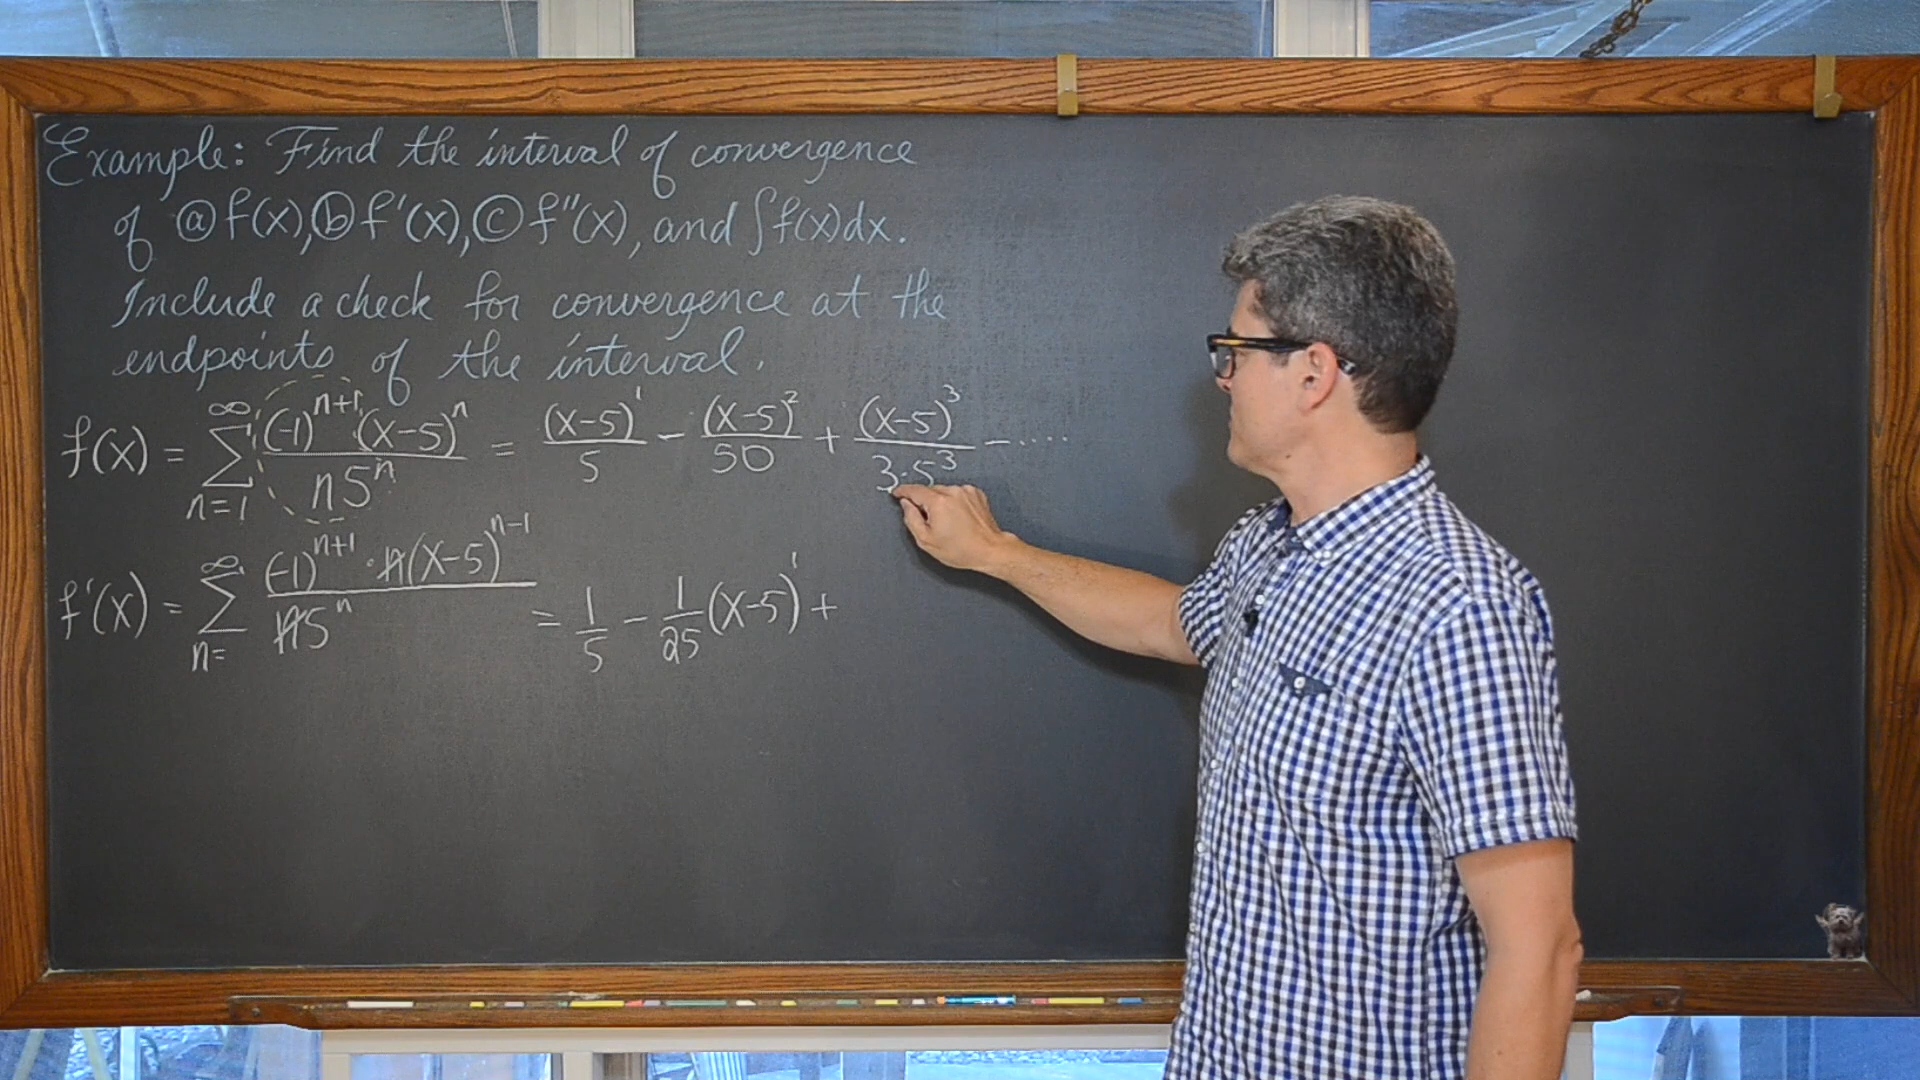 Example: Find the interval of convergence
of ⓐ f(x), ⓑ f'(x), ⓒ f''(x), and ∫f(x)dx.
Include a check for convergence at the
endpoints of the interval.
f(x) = ∑_{n=1}^{∞} (-1)^{n+1}·(x-5)^n / n5^n = (x-5)^1/5 - (x-5)^2/50 + (x-5)^3/3·5^3 - ....
f'(x) = ∑_{n=}^{∞} (-1)^{n+1}·n(x-5)^{n-1} / n5^n = 1/5 - 1/25 (x-5)^1 +